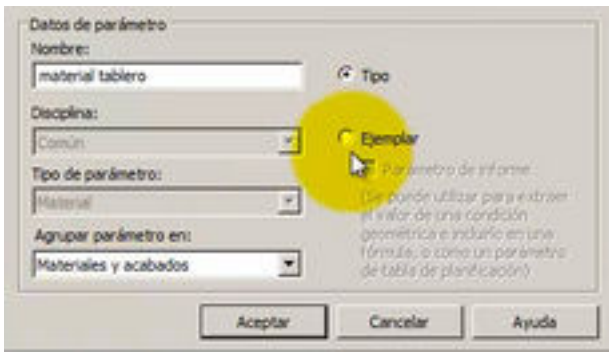 Datos de parámetro
Nombre:
material tablero
Tipo
Disciplina:
Común
Ejemplar
Tipo de parámetro:
Material
Parámetro de informe
(Se puede utilizar para extraer
el valor de una condición
geométrica e incluirlo en una
fórmula, o como un parámetro
de tabla de planificación)
Agrupar parámetro en:
Materiales y acabados
Aceptar
Cancelar
Ayuda